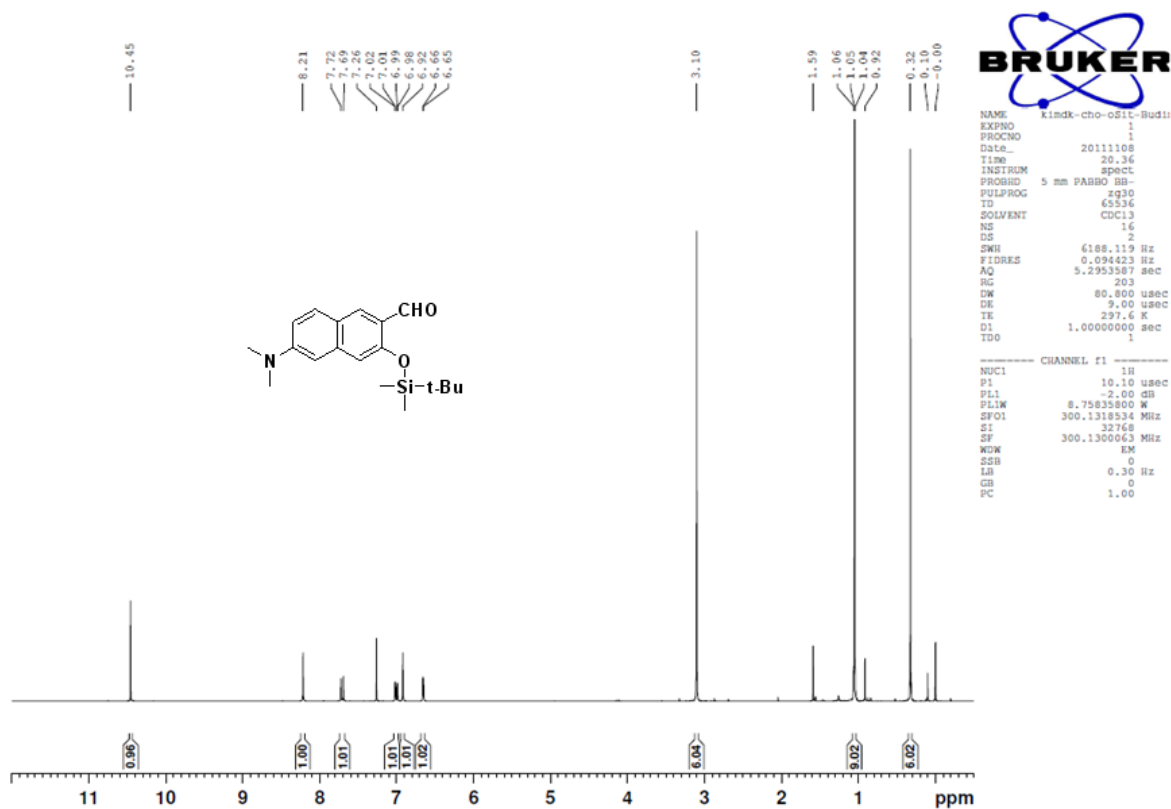 10.45
8.21
7.72
7.69
7.26
7.02
7.01
6.99
6.98
6.92
6.66
6.65
3.10
1.59
1.06
1.05
1.04
0.92
0.32
0.10
-0.00
BRUKER
NAME kimdk-cho-oSit-Budi
EXPNO 1
PROCNO 1
Date_ 20111108
Time 20.36
INSTRUM spect
PROBHD 5 mm PABBO BB-
PULPROG zg30
TD 65536
SOLVENT CDCl3
NS 16
DS 2
SWH 6188.119 Hz
FIDRES 0.094423 Hz
AQ 5.2953587 sec
RG 203
DW 80.800 usec
DE 9.00 usec
TE 297.6 K
D1 1.00000000 sec
TD0 1
======== CHANNEL f1 ========
NUC1 1H
P1 10.10 usec
PL1 -2.00 dB
PL1W 8.75835800 W
SFO1 300.1318534 MHz
SI 32768
SF 300.1300063 MHz
WDW EM
SSB 0
LB 0.30 Hz
GB 0
PC 1.00
CHO
N
O
Si
t-Bu
0.96
1.00
1.01
1.01
1.01
1.02
6.04
9.02
6.02
11 10 9 8 7 6 5 4 3 2 1 ppm